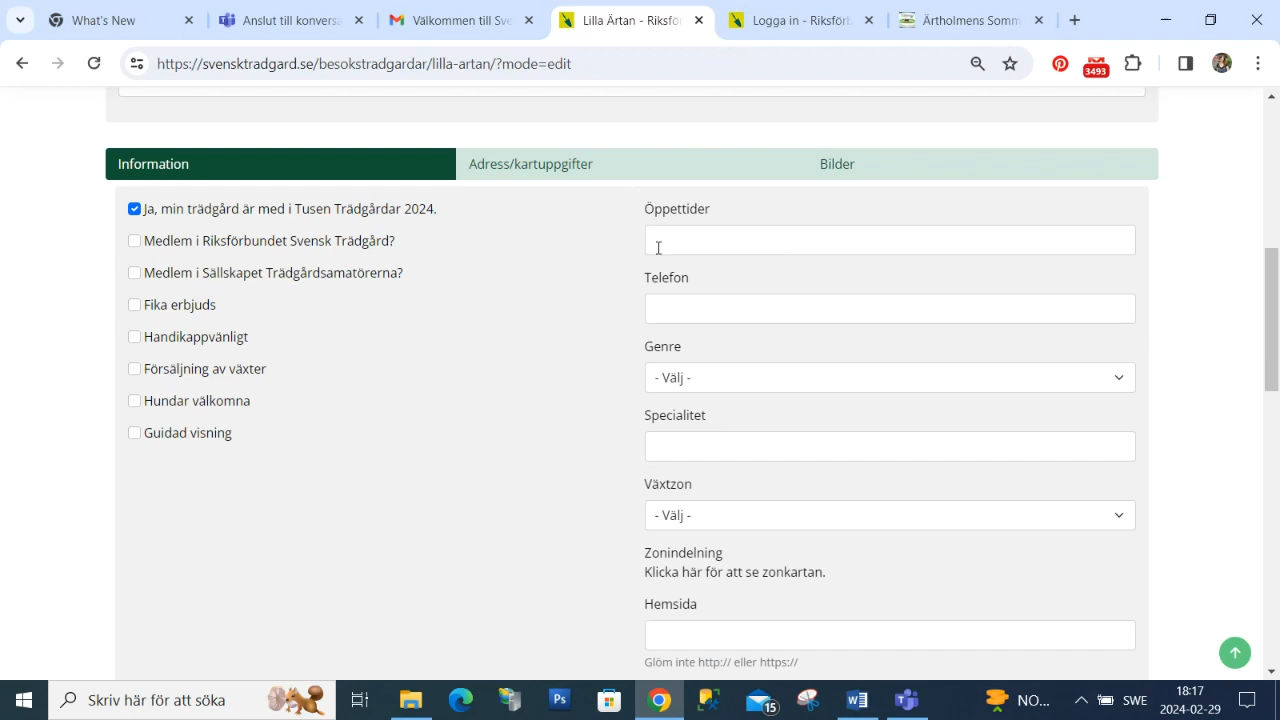 What's New
Anslut till konversa
Välkommen till Sve
Lilla Ärtan - Riksför
Logga in - Riksförb
Ärtholmens Somm
https://svensktradgard.se/besokstradgardar/lilla-artan/?mode=edit
3493
Information
Adress/kartuppgifter
Bilder
Ja, min trädgård är med i Tusen Trädgårdar 2024.
Medlem i Riksförbundet Svensk Trädgård?
Medlem i Sällskapet Trädgårdsamatörerna?
Fika erbjuds
Handikappvänligt
Försäljning av växter
Hundar välkomna
Guidad visning
Öppettider
Telefon
Genre
- Välj -
Specialitet
Växtzon
- Välj -
Zonindelning
Klicka här för att se zonkartan.
Hemsida
Glöm inte http:// eller https://
Skriv här för att söka
Ps
15
NO...
SWE
18:17
2024-02-29